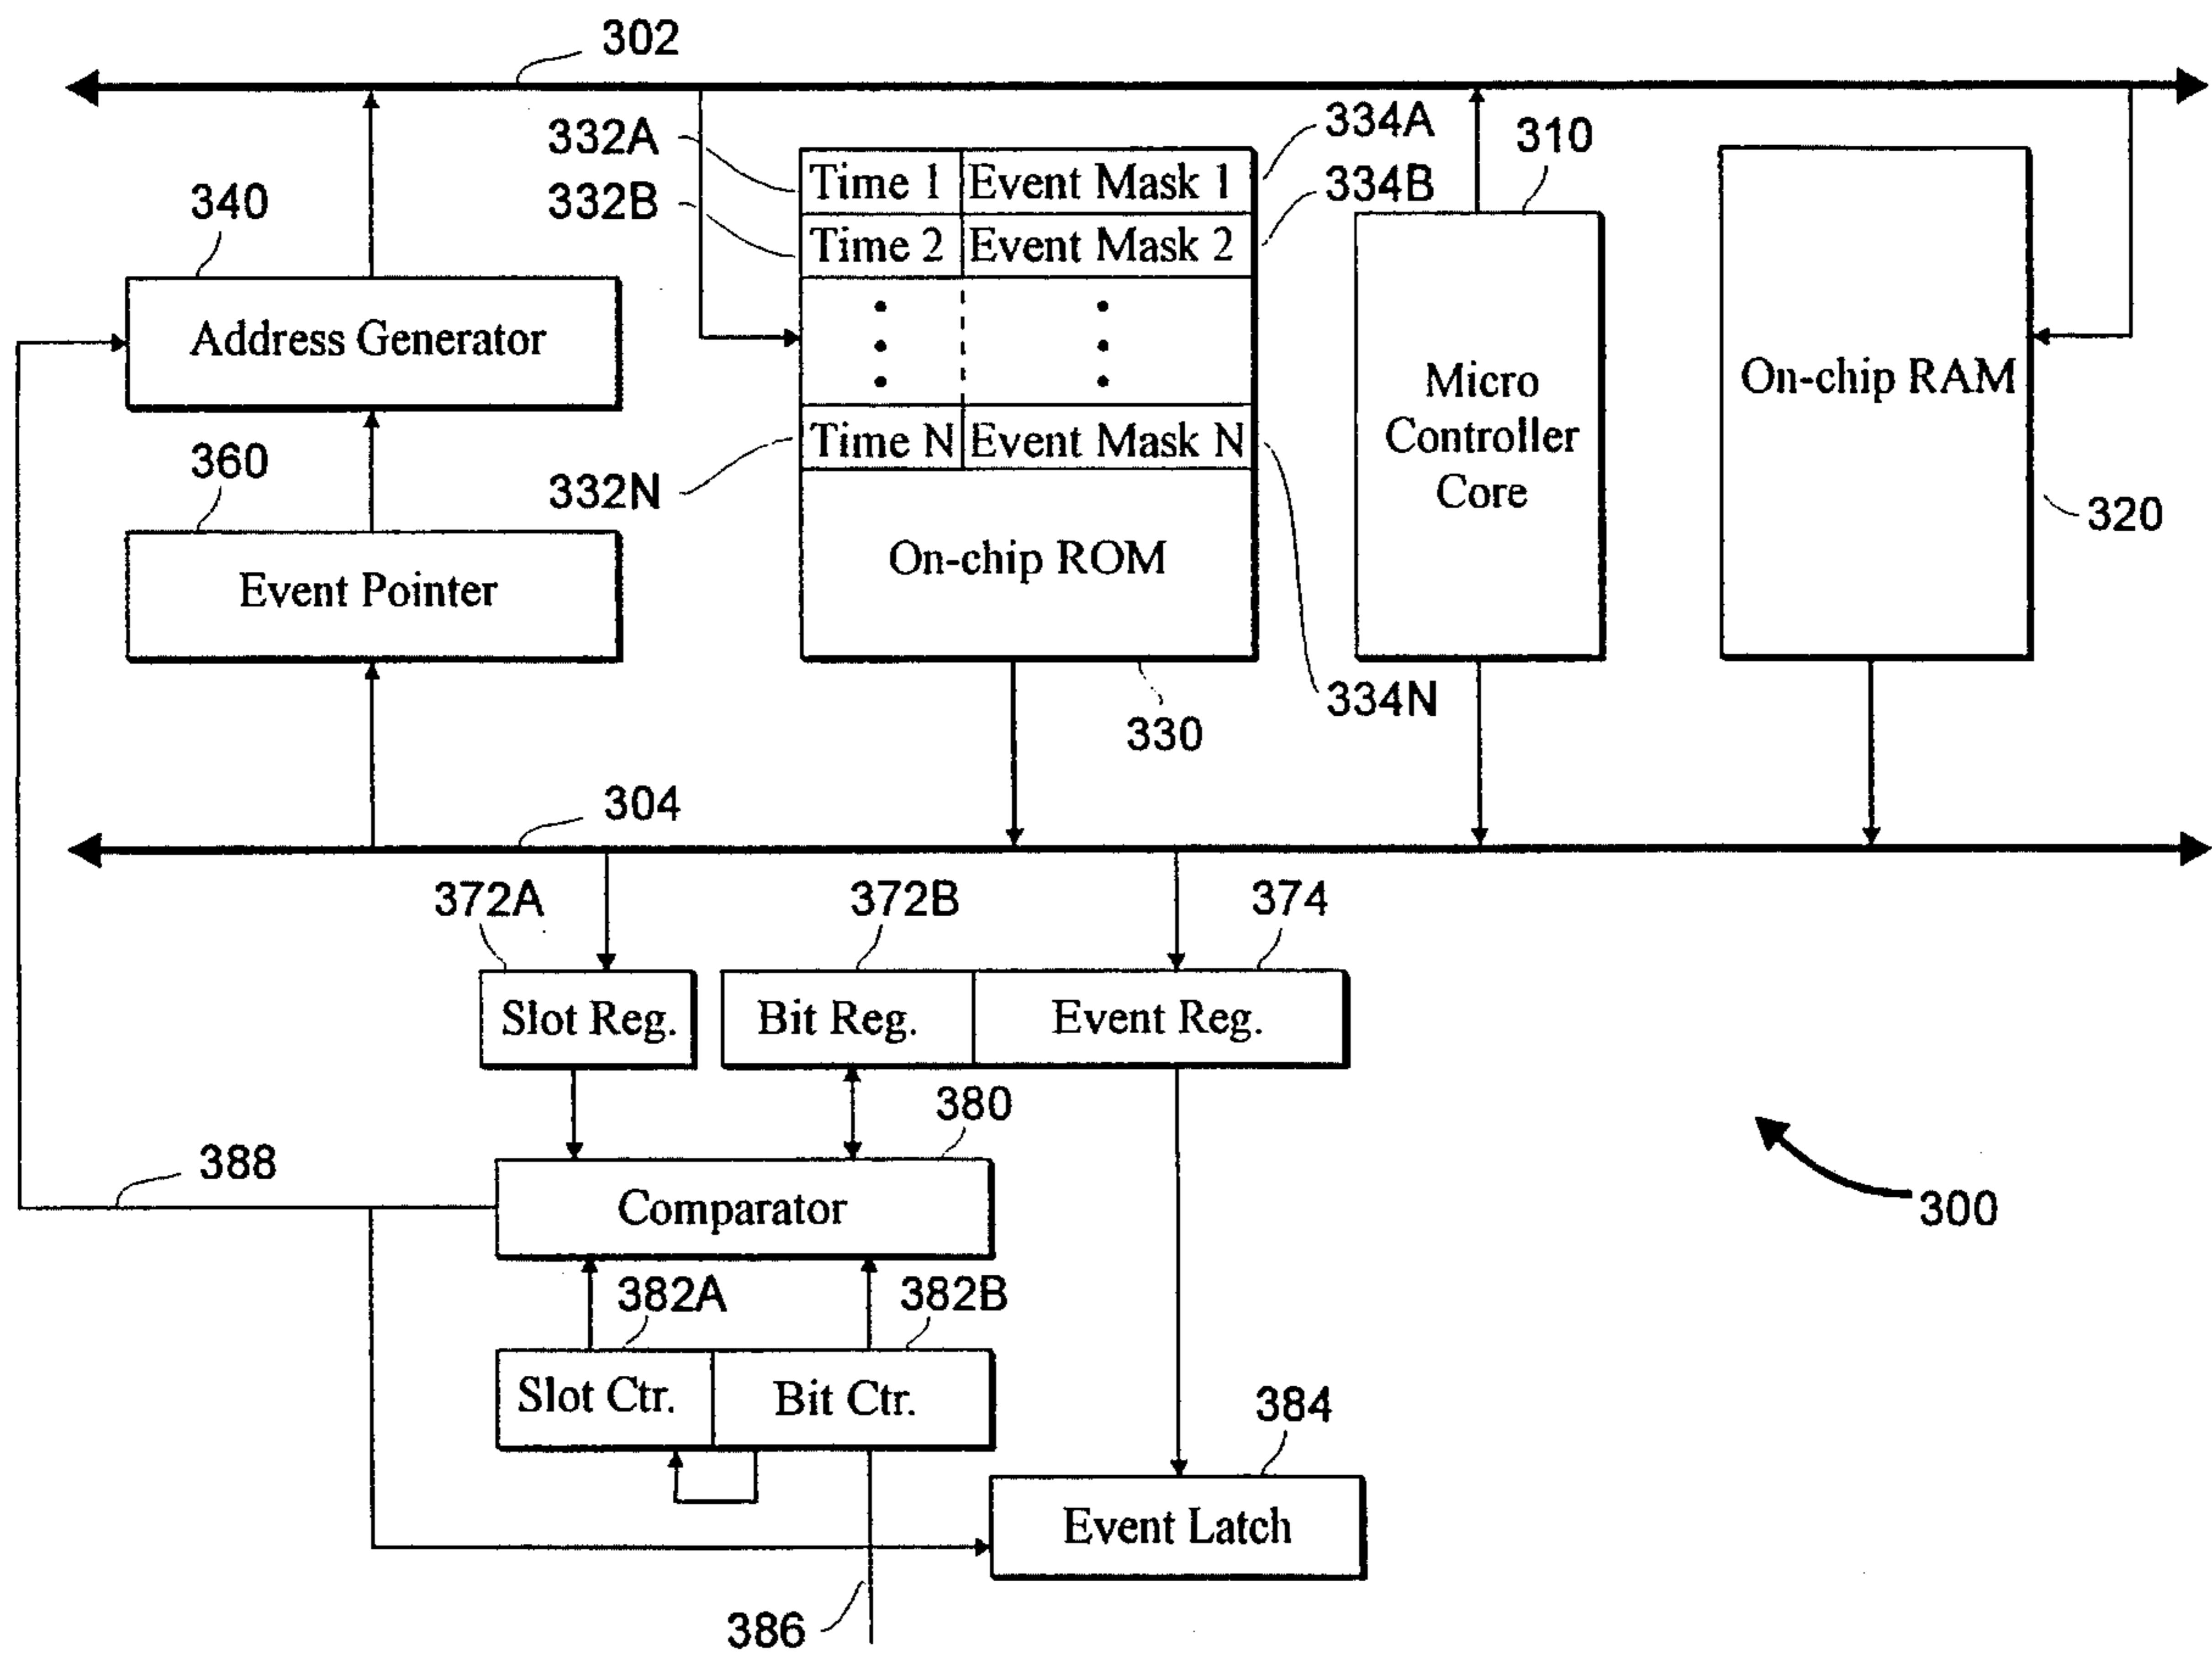 302
332A
334A
310
Time 1 Event Mask 1
340
332B
334B
Time 2 Event Mask 2
Address Generator
Micro
Controller
Core
On-chip RAM
Time N Event Mask N
360
332N
320
On-chip ROM
Event Pointer
334N
330
304
372A
372B
374
Slot Reg.
Bit Reg.
Event Reg.
380
388
Comparator
300
382A
382B
Slot Ctr.
Bit Ctr.
384
Event Latch
386